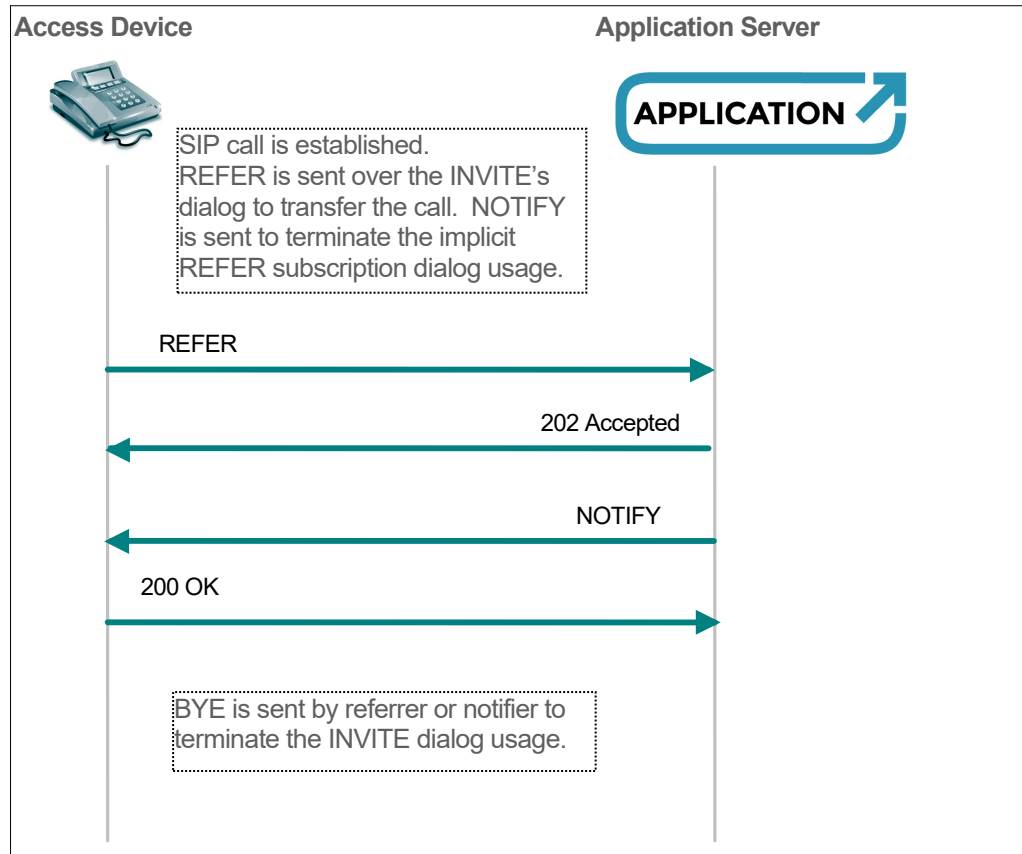 Access Device
Application Server
APPLICATION
SIP call is established.
REFER is sent over the INVITE’s
dialog to transfer the call.  NOTIFY
is sent to terminate the implicit
REFER subscription dialog usage.
REFER
202 Accepted
NOTIFY
200 OK
BYE is sent by referrer or notifier to
terminate the INVITE dialog usage.